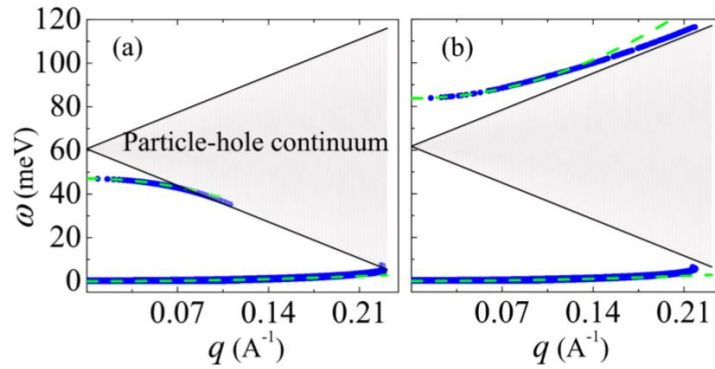 120
100
80
60
40
20
0
ω (meV)
(a)
Particle-hole continuum
0.07 0.14 0.21
q (A⁻¹)
(b)
0.07 0.14 0.21
q (A⁻¹)